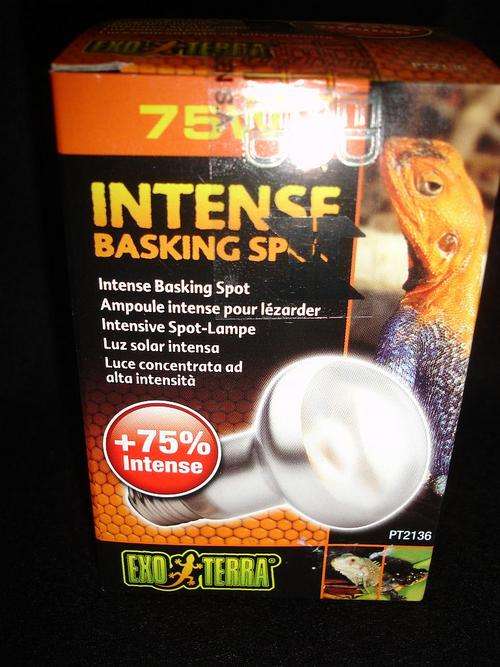 EXO TERRA
INTENSE
BASKING
Intense Basking Spot
Ampoule intense pour lézarder
Intensive Spot-Lampe
Luz solar intensa
Luce concentrata ad
alta intensità
+75%
Intense
PT2136
EXO TERRA